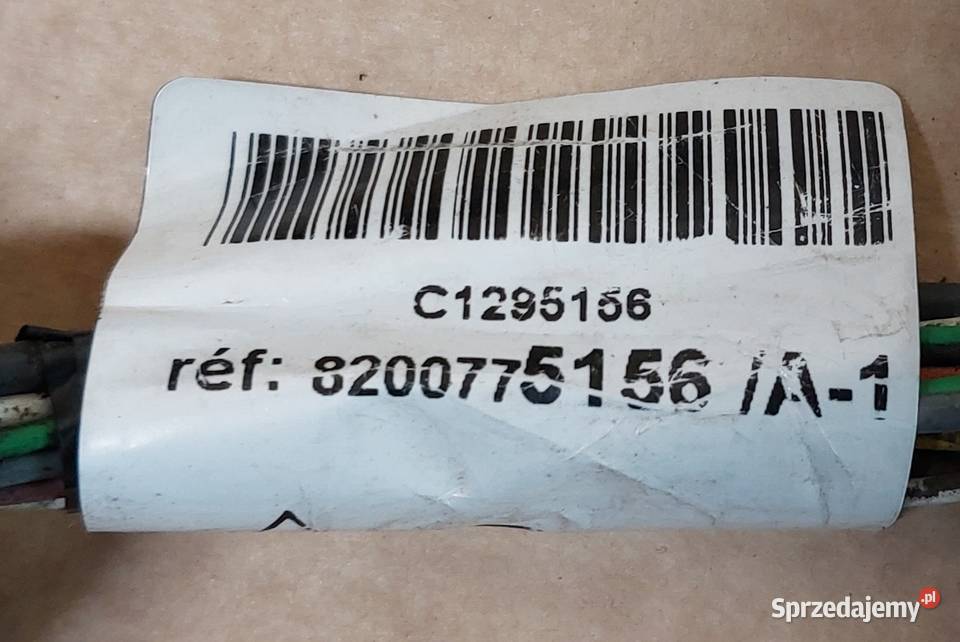 C1295156
réf: 8200775156 /A-1
Sprzedajemy.pl